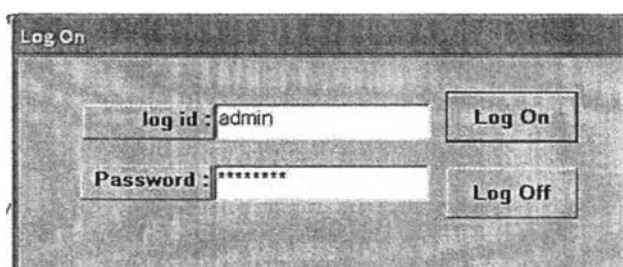 Log On
log id : admin
Log On
Password : ********
Log Off